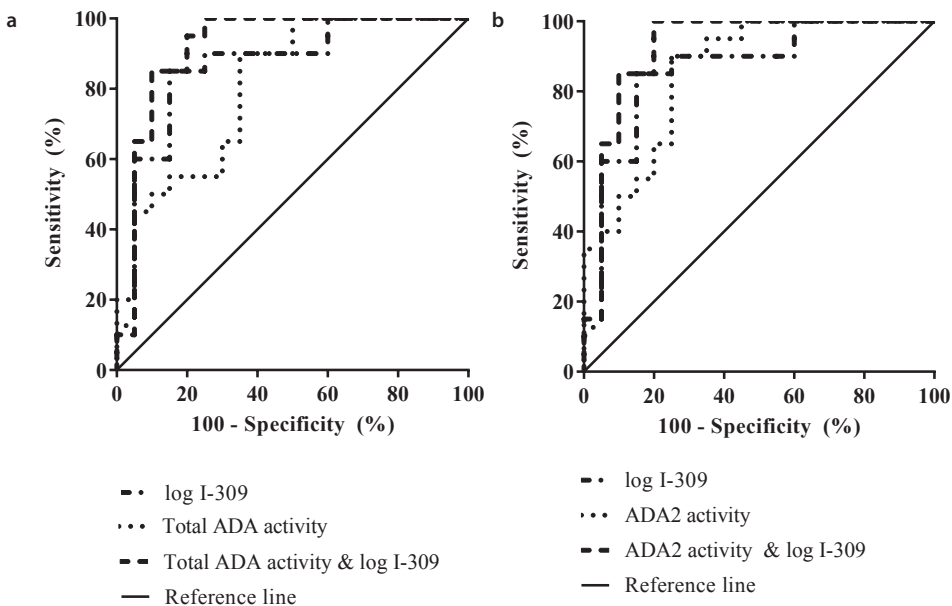 a
100
80
60
40
20
0
Sensitivity (%)
0 20 40 60 80 100
100 - Specificity (%)
log I-309
Total ADA activity
Total ADA activity & log I-309
Reference line
b
100
80
60
40
20
0
Sensitivity (%)
0 20 40 60 80 100
100 - Specificity (%)
log I-309
ADA2 activity
ADA2 activity & log I-309
Reference line